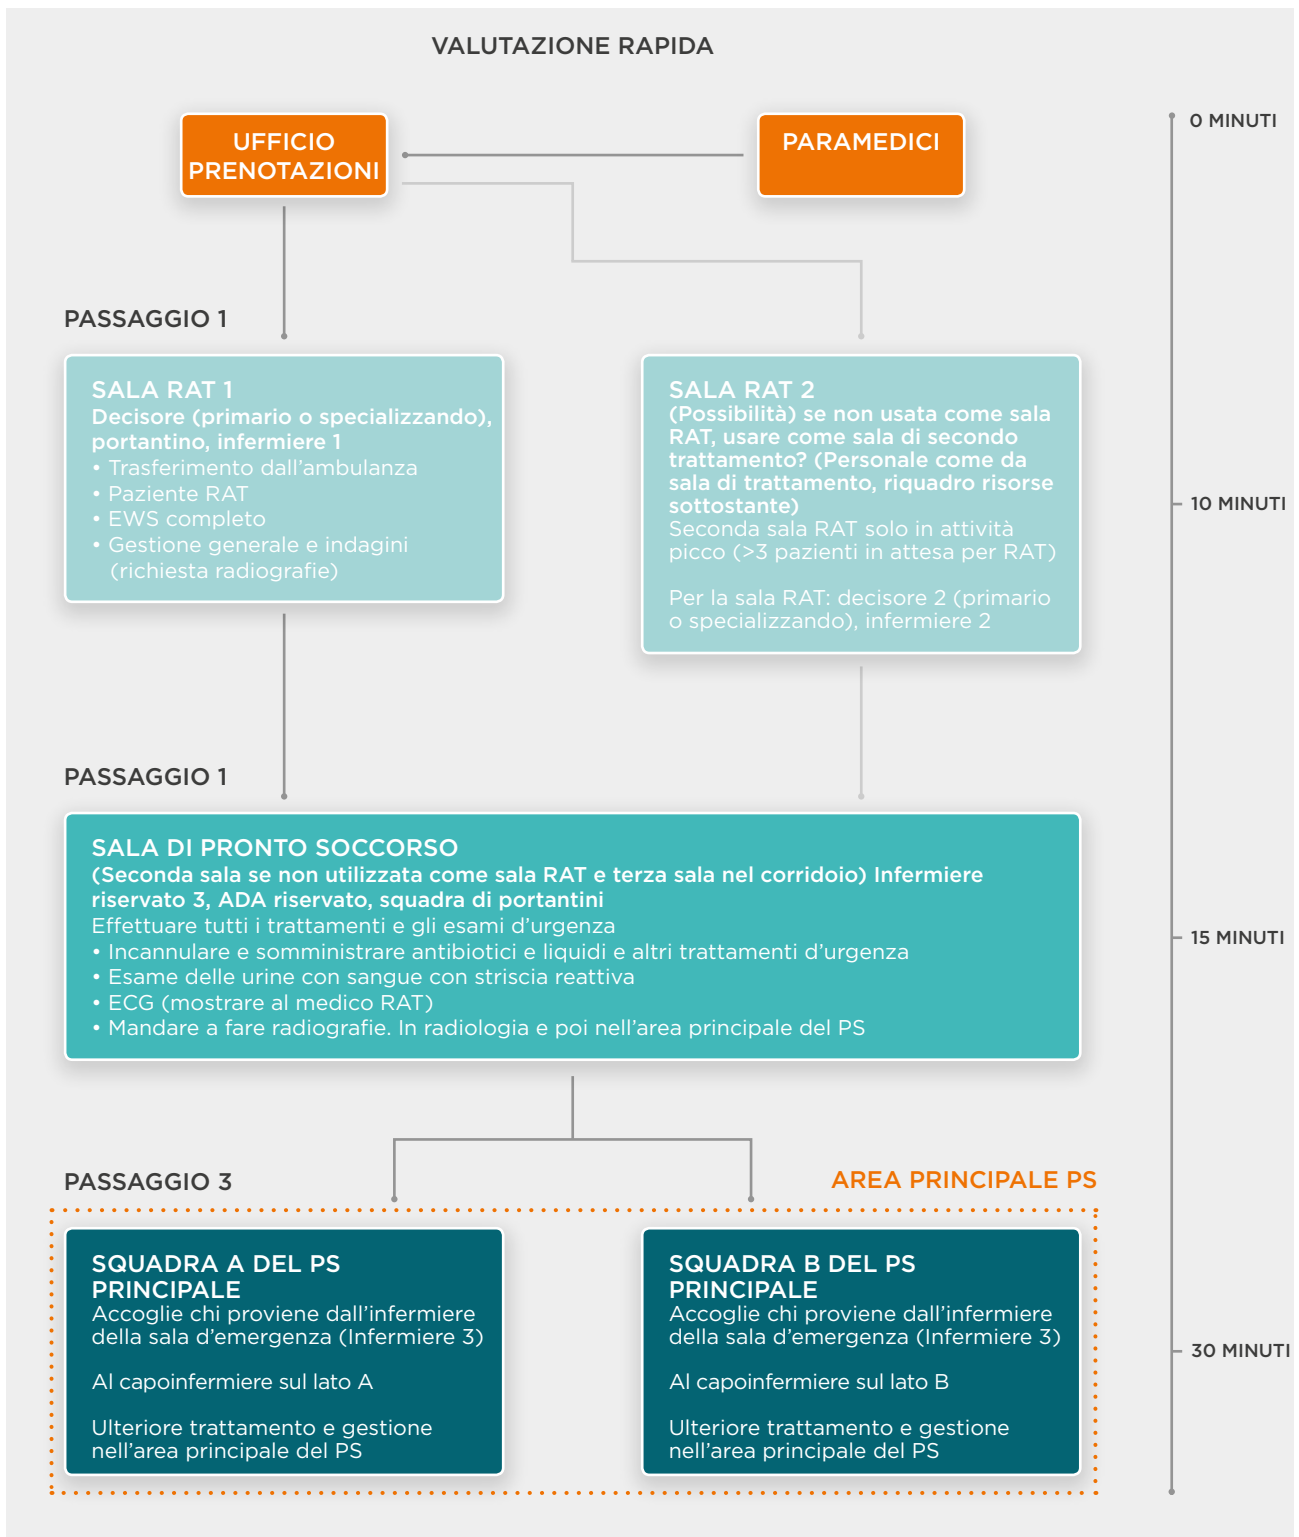 VALUTAZIONE RAPIDA
UFFICIO
PRENOTAZIONI
PARAMEDICI
0 MINUTI
PASSAGGIO 1
SALA RAT 1
Decisore (primario o specializzando),
portantino, infermiere 1
• Trasferimento dall'ambulanza
• Paziente RAT
• EWS completo
• Gestione generale e indagini
(richiesta radiografie)
SALA RAT 2
(Possibilità) se non usata come sala
RAT, usare come sala di secondo
trattamento? (Personale come da
sala di trattamento, riquadro risorse
sottostante)
Seconda sala RAT solo in attività
picco (>3 pazienti in attesa per RAT)
Per la sala RAT: decisore 2 (primario
o specializzando), infermiere 2
10 MINUTI
PASSAGGIO 1
SALA DI PRONTO SOCCORSO
(Seconda sala se non utilizzata come sala RAT e terza sala nel corridoio) Infermiere
riservato 3, ADA riservato, squadra di portantini
Effettuare tutti i trattamenti e gli esami d'urgenza
• Incannulare e somministrare antibiotici e liquidi e altri trattamenti d'urgenza
• Esame delle urine con sangue con striscia reattiva
• ECG (mostrare al medico RAT)
• Mandare a fare radiografie. In radiologia e poi nell'area principale del PS
15 MINUTI
PASSAGGIO 3
AREA PRINCIPALE PS
SQUADRA A DEL PS
PRINCIPALE
Accoglie chi proviene dall'infermiere
della sala d'emergenza (Infermiere 3)
Al capoinfermiere sul lato A
Ulteriore trattamento e gestione
nell'area principale del PS
SQUADRA B DEL PS
PRINCIPALE
Accoglie chi proviene dall'infermiere
della sala d'emergenza (Infermiere 3)
Al capoinfermiere sul lato B
Ulteriore trattamento e gestione
nell'area principale del PS
30 MINUTI